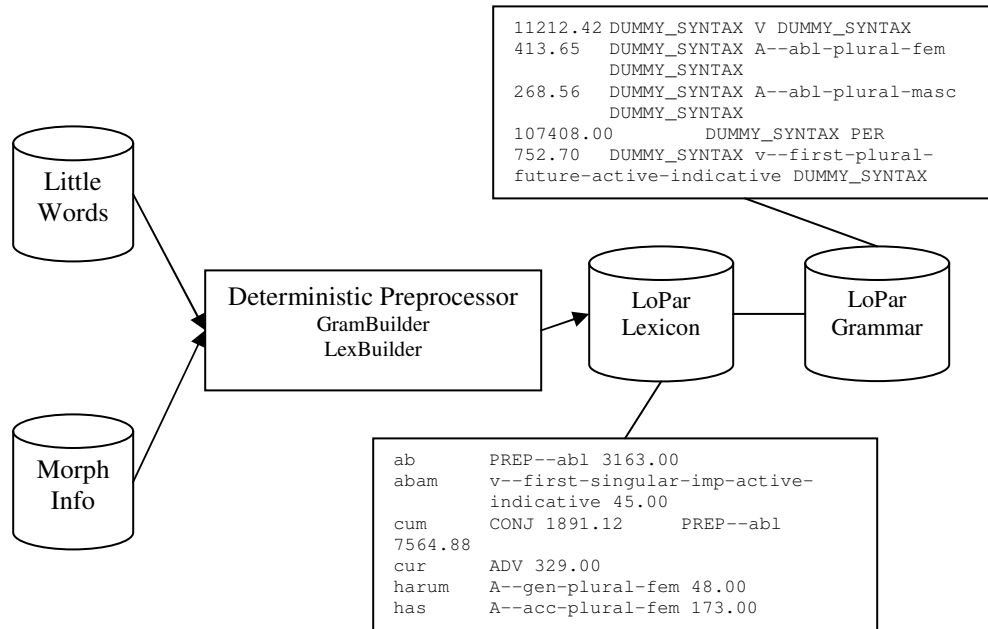 11212.42 DUMMY_SYNTAX V DUMMY_SYNTAX
413.65 DUMMY_SYNTAX A--abl-plural-fem
DUMMY_SYNTAX
268.56 DUMMY_SYNTAX A--abl-plural-masc
DUMMY_SYNTAX
107408.00 DUMMY_SYNTAX PER
752.70 DUMMY_SYNTAX v--first-plural-
future-active-indicative DUMMY_SYNTAX
Little
Words
Deterministic Preprocessor
GramBuilder
LexBuilder
LoPar
Lexicon
LoPar
Grammar
Morph
Info
ab PREP--abl 3163.00
abam v--first-singular-imp-active-
indicative 45.00
cum CONJ 1891.12 PREP--abl
7564.88
cur ADV 329.00
harum A--gen-plural-fem 48.00
has A--acc-plural-fem 173.00